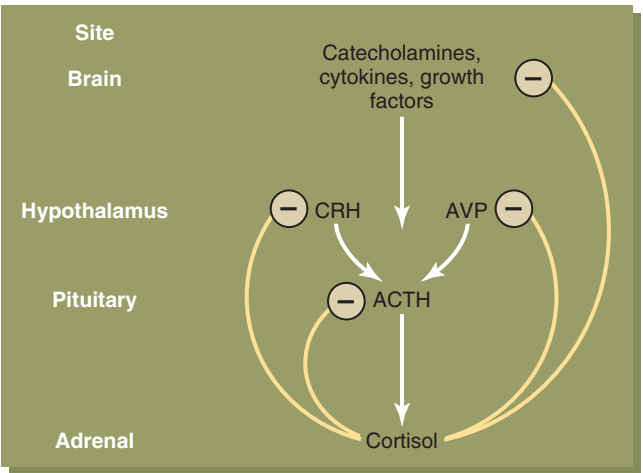 Site
Brain
Catecholamines,
cytokines, growth
factors
−
Hypothalamus
− CRH
AVP −
Pituitary
− ACTH
Adrenal
Cortisol